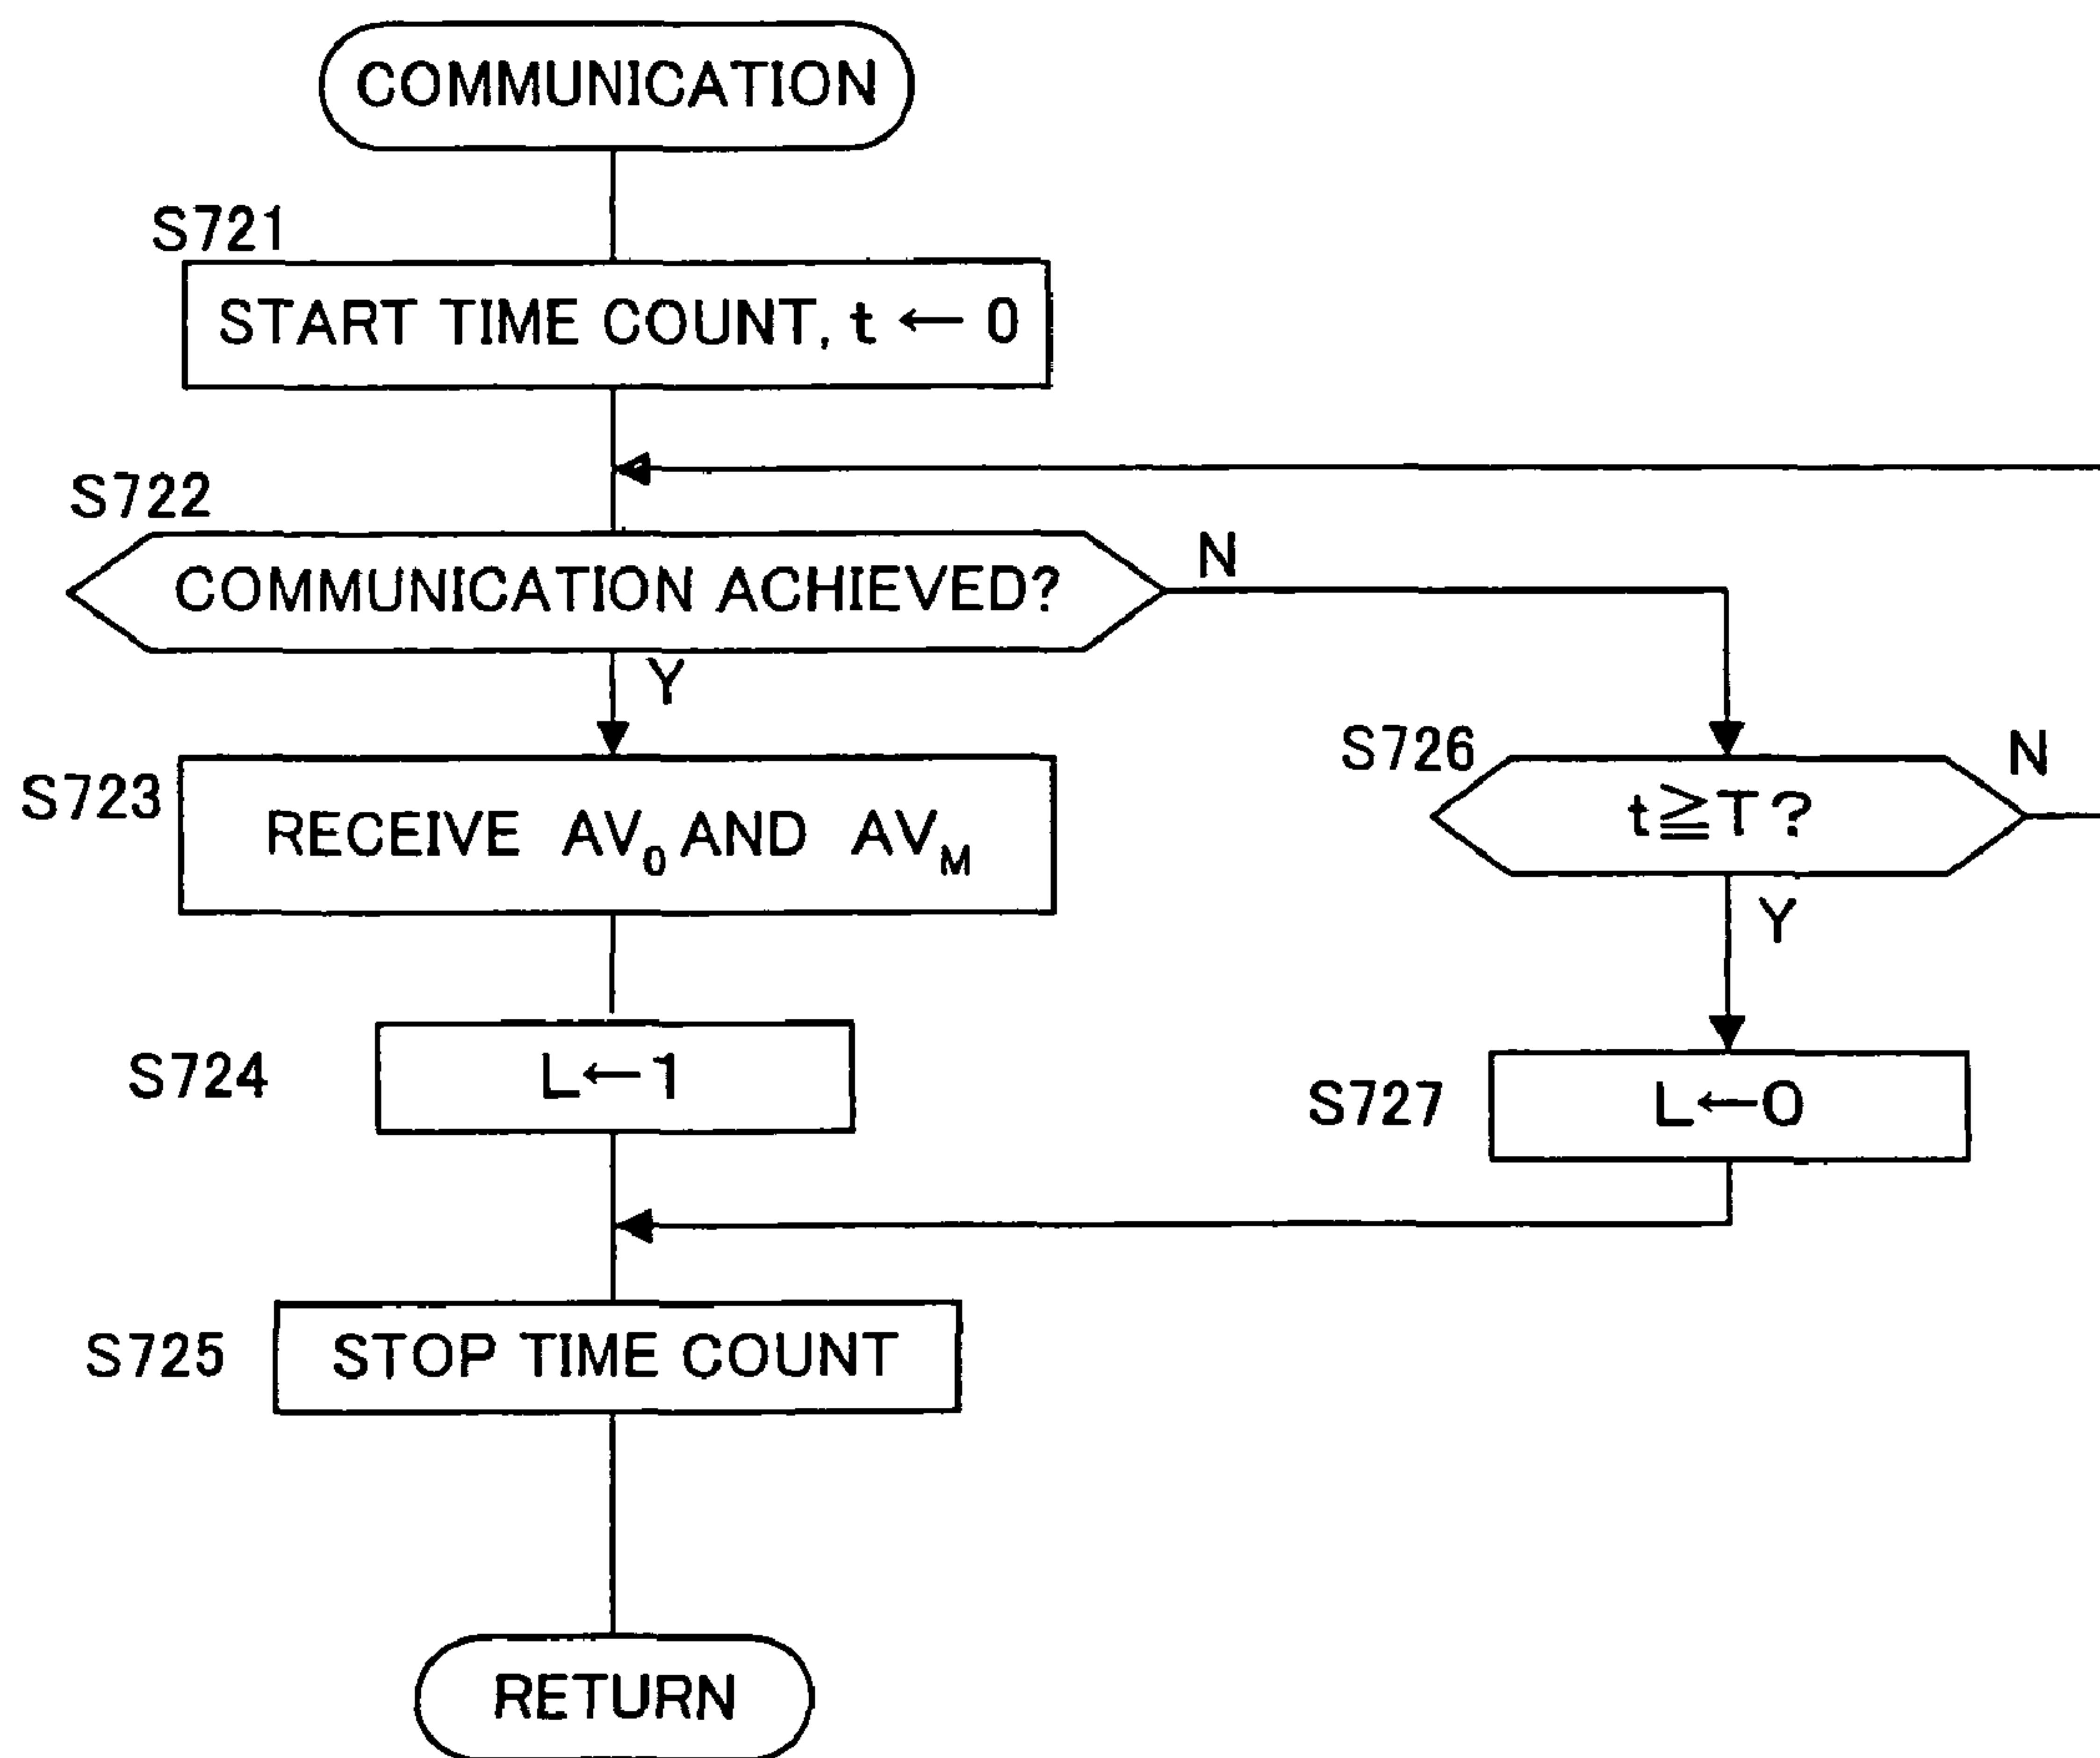 COMMUNICATION
S721
START TIME COUNT, t ← 0
S722
COMMUNICATION ACHIEVED?
N
Y
S723
RECEIVE AV₀ AND AV_M
S726
t≧T?
N
Y
S724
L←1
S727
L←0
S725
STOP TIME COUNT
RETURN